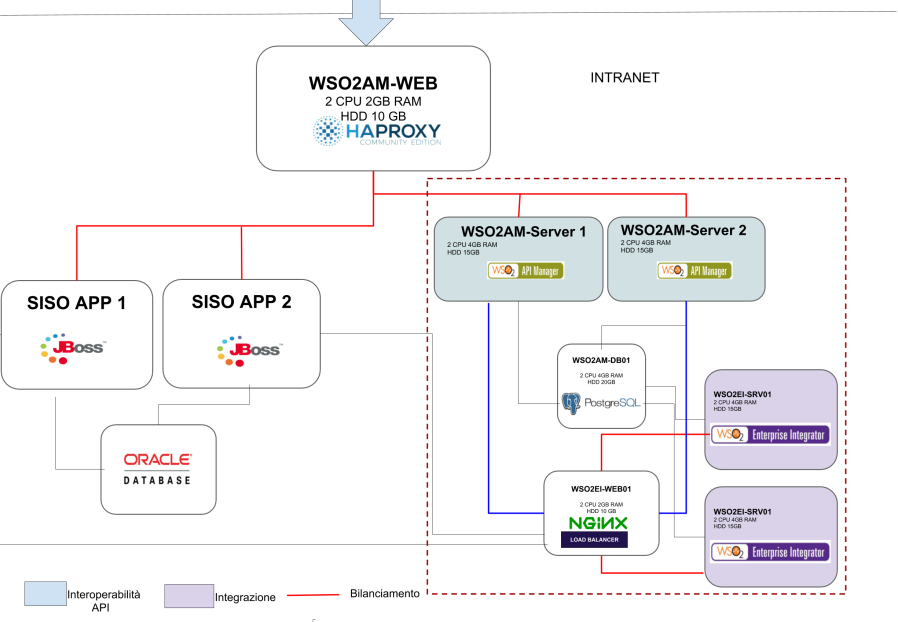 WSO2AM-WEB
2 CPU 2GB RAM
HDD 10 GB
HAPROXY
COMMUNITY EDITION
INTRANET
WSO2AM-Server 1
2 CPU 4GB RAM
HDD 15GB
WSO2 API Manager
WSO2AM-Server 2
2 CPU 4GB RAM
HDD 15GB
WSO2 API Manager
SISO APP 1
JBoss
SISO APP 2
JBoss
WSO2AM-DB01
2 CPU 4GB RAM
HDD 20GB
PostgreSQL
WSO2EI-SRV01
2 CPU 4GB RAM
HDD 15GB
WSO2 Enterprise Integrator
ORACLE
DATABASE
WSO2EI-WEB01
2 CPU 2GB RAM
HDD 10 GB
NGINX
LOAD BALANCER
WSO2EI-SRV01
2 CPU 4GB RAM
HDD 15GB
WSO2 Enterprise Integrator
Interoperabilità
API
Integrazione
Bilanciamento